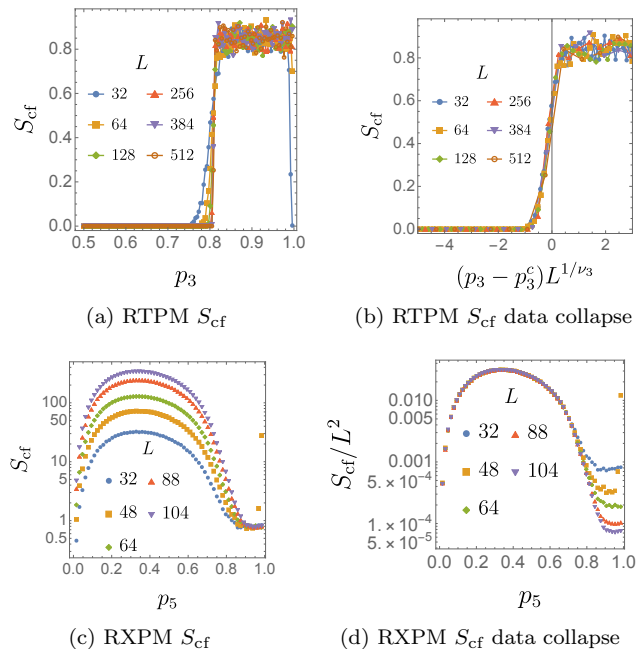 0.8
0.6
0.4
0.2
0.0
S_cf
L
32 256
64 384
128 512
0.5 0.6 0.7 0.8 0.9 1.0
p_3
(a) RTPM S_cf
0.8
0.6
0.4
0.2
0.0
S_cf
L
32 256
64 384
128 512
−4 −2 0 2
(p_3 − p_3^c)L^{1/ν_3}
(b) RTPM S_cf data collapse
100
50
10
5
1
0.5
S_cf
L
32 88
48 104
64
0.0 0.2 0.4 0.6 0.8 1.0
p_5
(c) RXPM S_cf
0.010
0.005
0.001
5. × 10^−4
1. × 10^−4
5. × 10^−5
S_cf/L^2
L
32 88
48 104
64
0.0 0.2 0.4 0.6 0.8 1.0
p_5
(d) RXPM S_cf data collapse